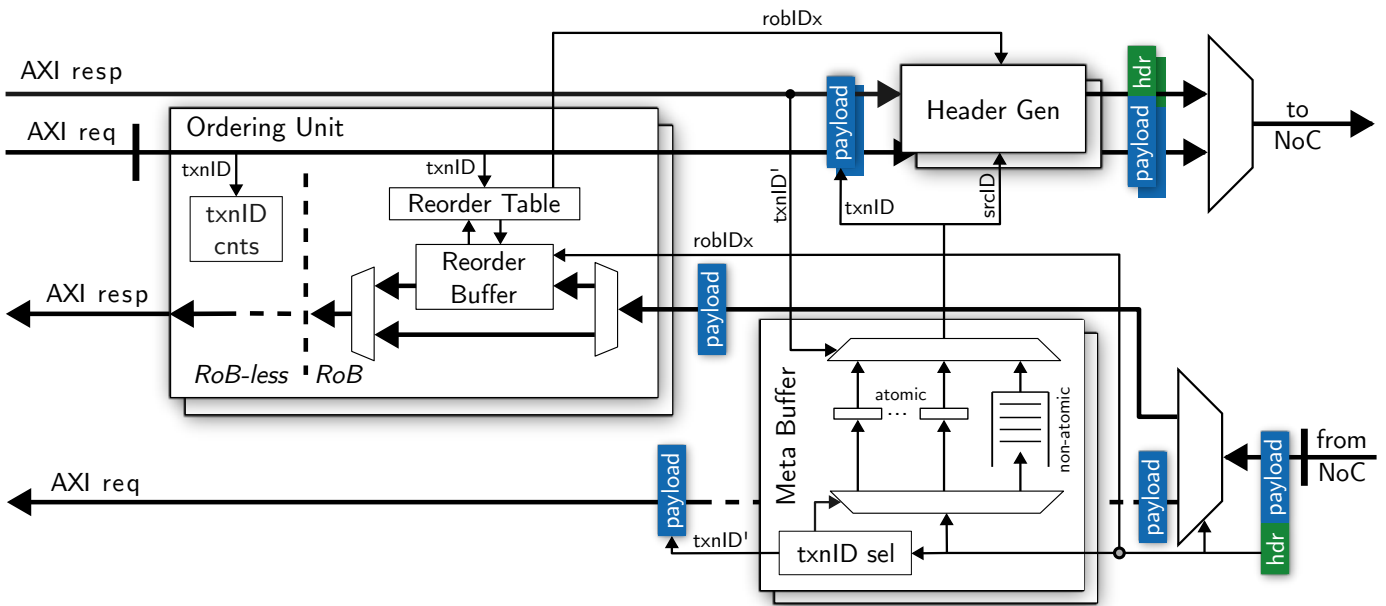 robIDx
AXI resp
hdr
payload
Header Gen
payload
to
NoC
AXI req
Ordering Unit
txnID
txnID
txnID'
txnID
srcID
txnID
cnts
Reorder Table
robIDx
Reorder
Buffer
AXI resp
payload
RoB-less
RoB
Meta Buffer
atomic
...
non-atomic
AXI req
payload
payload
payload
from
NoC
hdr
txnID'
txnID sel